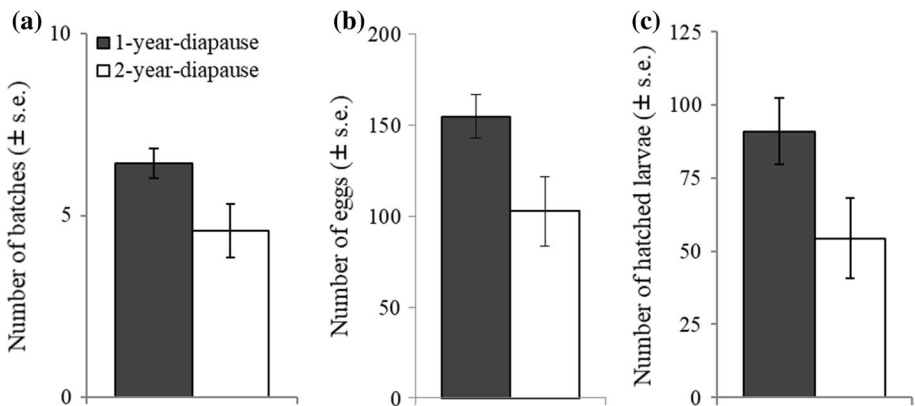 (a)
Number of batches (± s.e.)
10
5
0
1-year-diapause
2-year-diapause
(b)
Number of eggs (± s.e.)
200
150
100
50
0
(c)
Number of hatched larvae (± s.e.)
125
100
75
50
25
0